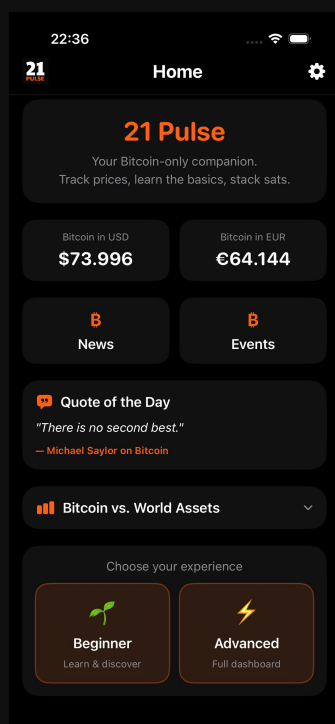 22:36
21
PULSE
Home
21 Pulse
Your Bitcoin-only companion.
Track prices, learn the basics, stack sats.
Bitcoin in USD
$73.996
Bitcoin in EUR
€64.144
News
Events
Quote of the Day
"There is no second best."
— Michael Saylor on Bitcoin
Bitcoin vs. World Assets
Choose your experience
Beginner
Learn & discover
Advanced
Full dashboard